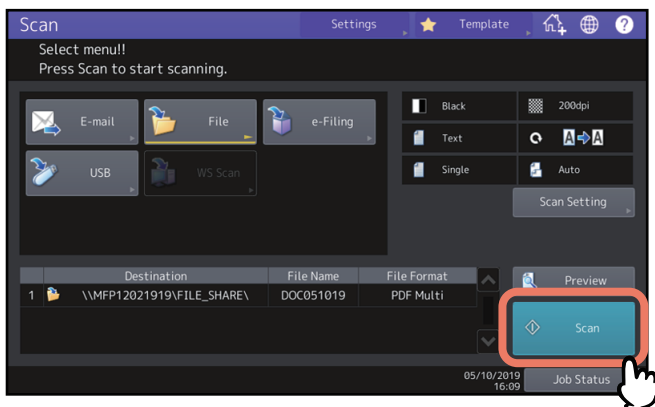 Scan
Settings
Template
?
Select menu!!
Press Scan to start scanning.
E-mail
File
e-Filing
USB
WS Scan
Black
200dpi
Text
A A
Single
Auto
Scan Setting
Destination File Name File Format
1 \\MFP12021919\FILE_SHARE\ DOC051019 PDF Multi
Preview
Scan
05/10/2019
16:09
Job Status